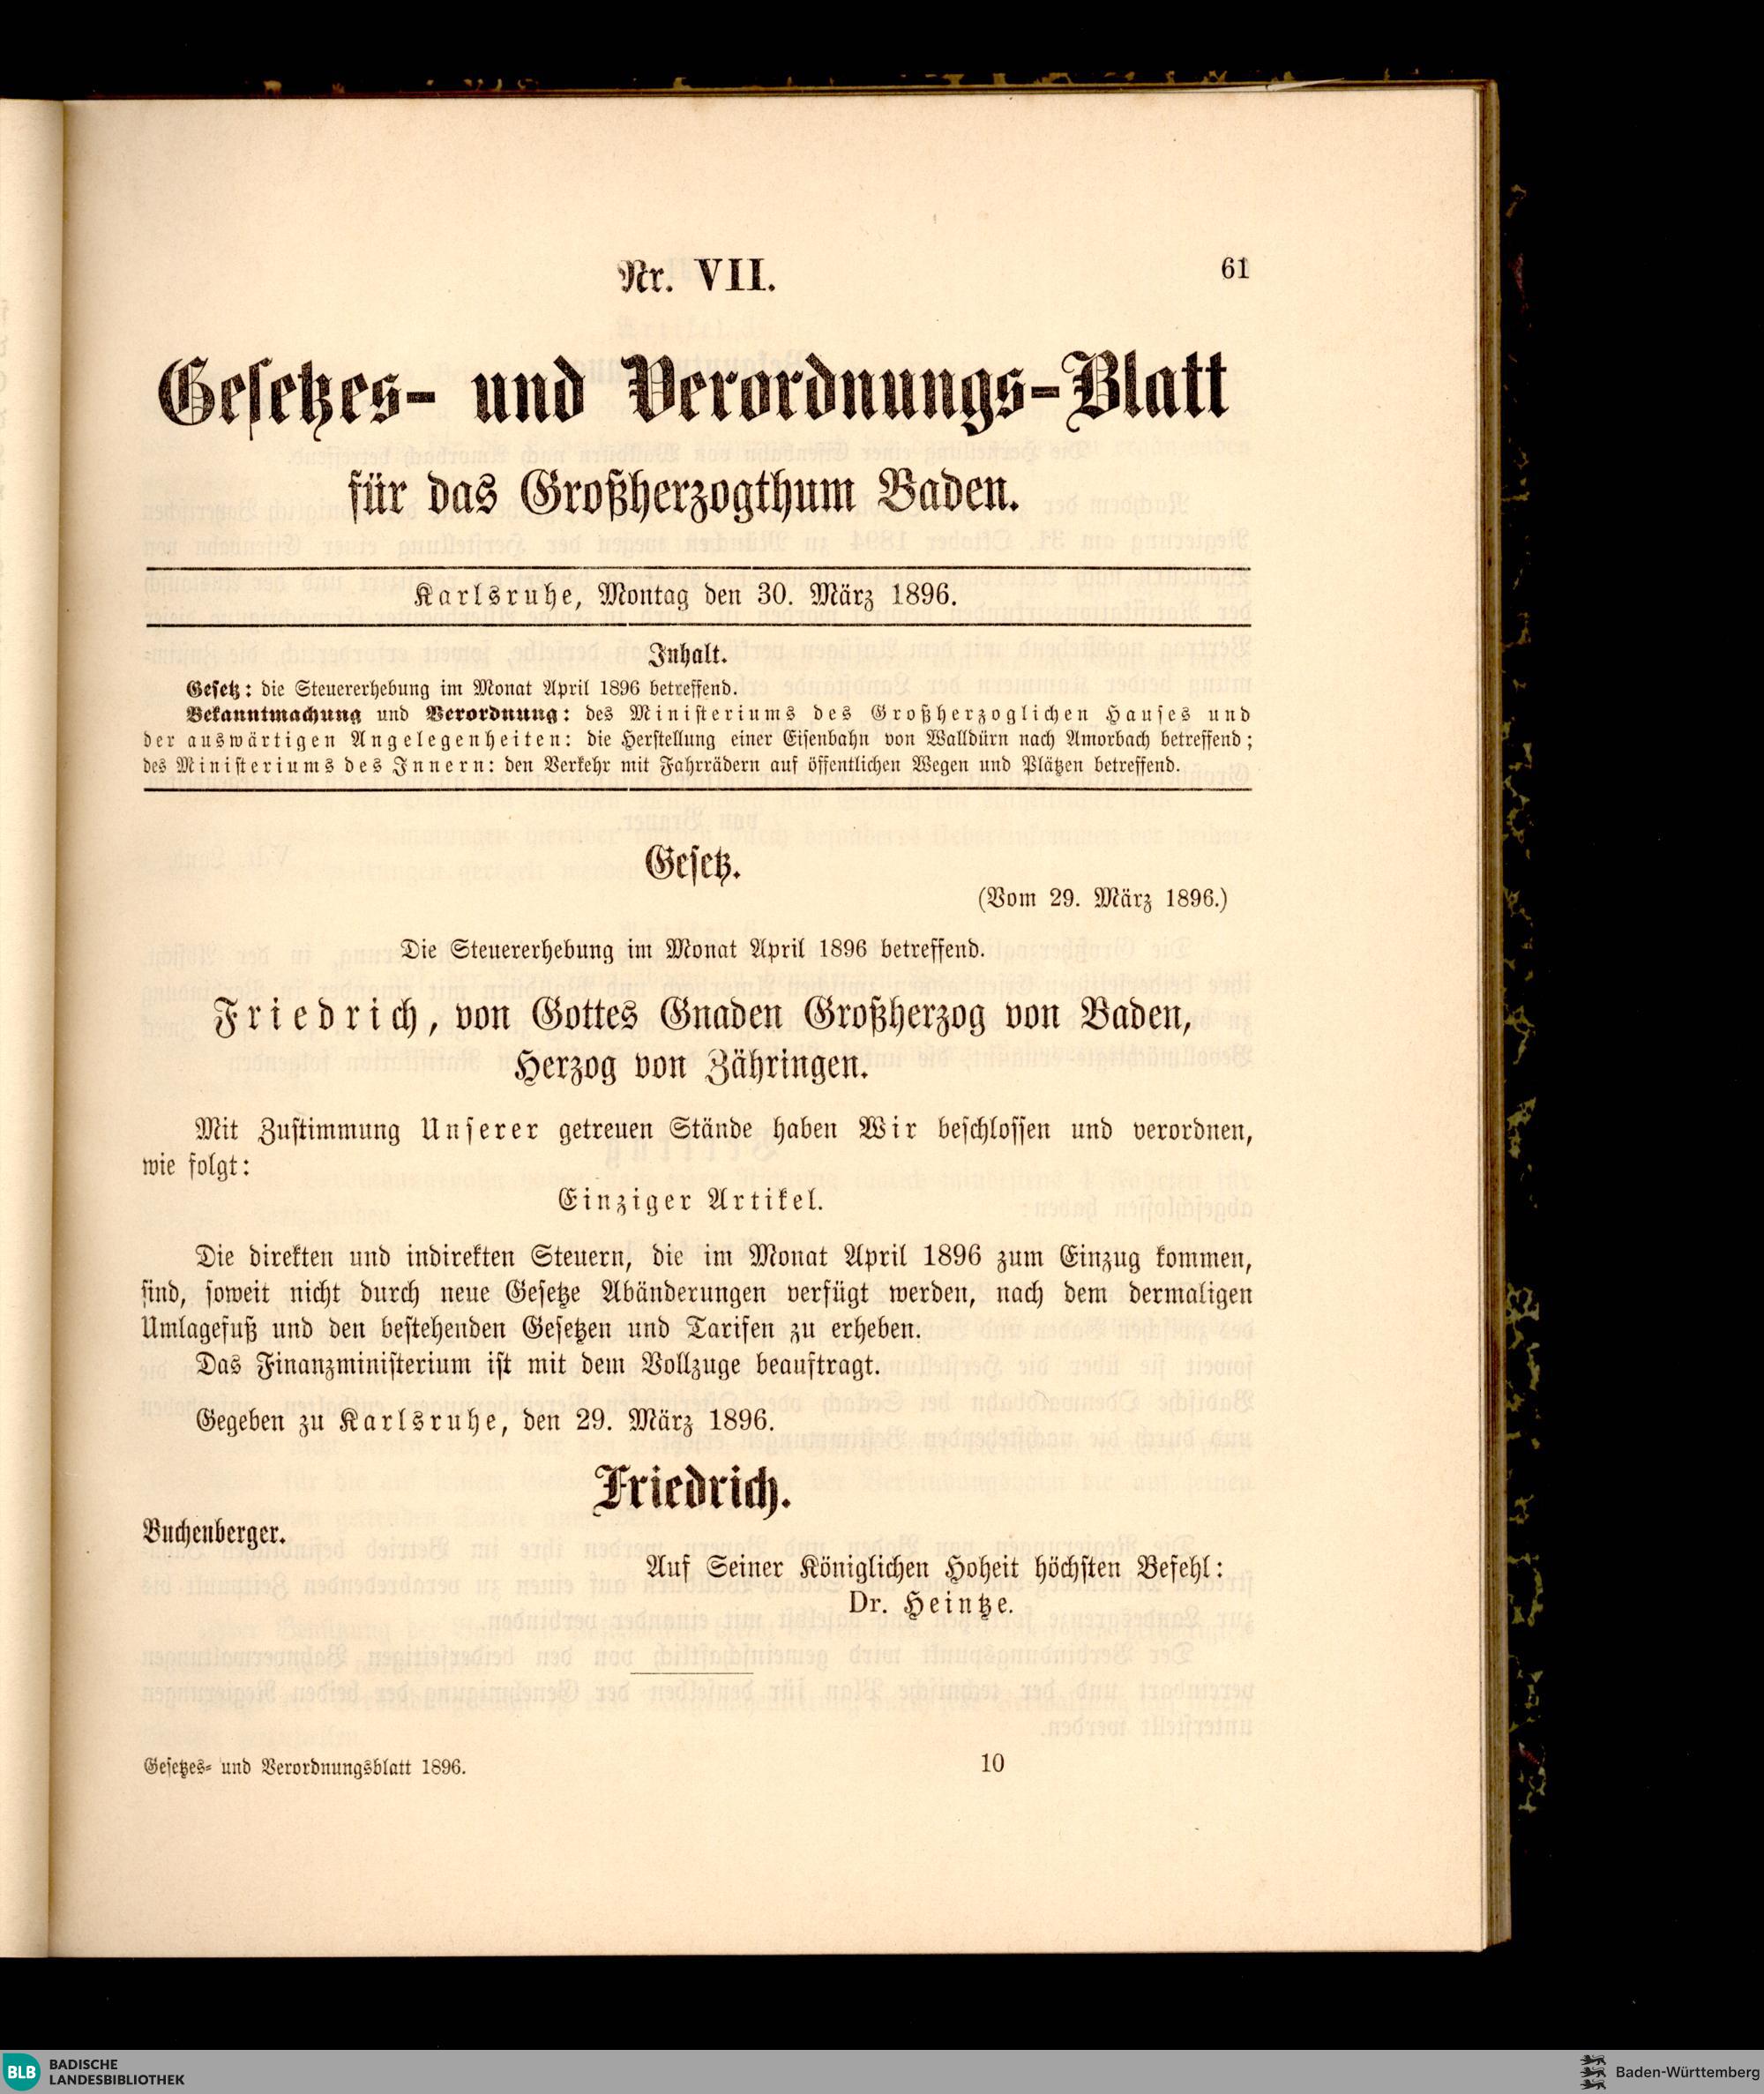 Nr. VII.
61
Gesetzes- und Verordnungs-Blatt
für das Großherzogthum Baden.
Karlsruhe, Montag den 30. März 1896.
Inhalt.
Gesetz: die Steuererhebung im Monat April 1896 betreffend.
Bekanntmachung und Verordnung: des Ministeriums des Großherzoglichen Hauses und
der auswärtigen Angelegenheiten: die Herstellung einer Eisenbahn von Walldürn nach Amorbach betreffend;
des Ministeriums des Innern: den Verkehr mit Fahrrädern auf öffentlichen Wegen und Plätzen betreffend.
Gesetz.
(Vom 29. März 1896.)
Die Steuererhebung im Monat April 1896 betreffend.
Friedrich, von Gottes Gnaden Großherzog von Baden,
Herzog von Zähringen.
Mit Zustimmung Unserer getreuen Stände haben Wir beschlossen und verordnen,
wie folgt:
Einziger Artikel.
Die direkten und indirekten Steuern, die im Monat April 1896 zum Einzug kommen,
sind, soweit nicht durch neue Gesetze Abänderungen verfügt werden, nach dem dermaligen
Umlagefuß und den bestehenden Gesetzen und Tarifen zu erheben.
Das Finanzministerium ist mit dem Vollzuge beauftragt.
Gegeben zu Karlsruhe, den 29. März 1896.
Friedrich.
Buchenberger.
Auf Seiner Königlichen Hoheit höchsten Befehl:
Dr. Heintze.
Gesetzes- und Verordnungsblatt 1896.
10
BLB BADISCHE
LANDESBIBLIOTHEK
Baden-Württemberg